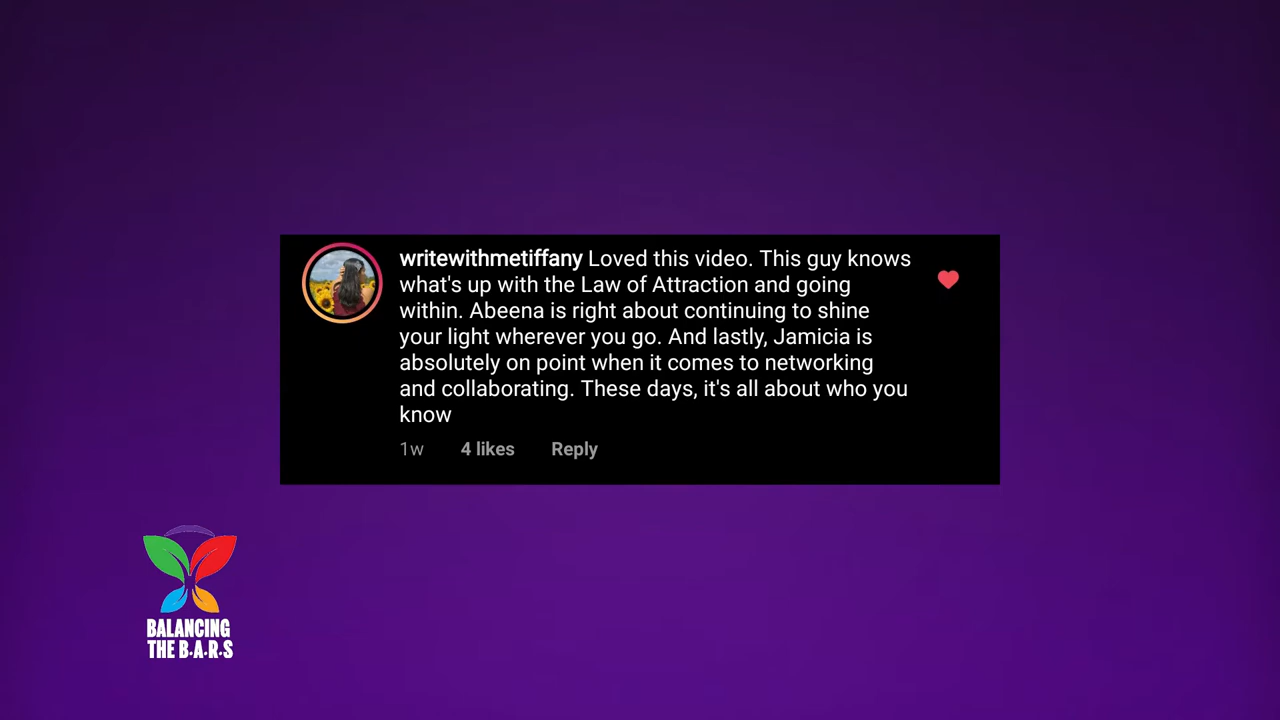 writewithmetiffany Loved this video. This guy knows
what's up with the Law of Attraction and going
within. Abeena is right about continuing to shine
your light wherever you go. And lastly, Jamicia is
absolutely on point when it comes to networking
and collaborating. These days, it's all about who you
know
1w 4 likes Reply
BALANCING
THE B·A·R·S